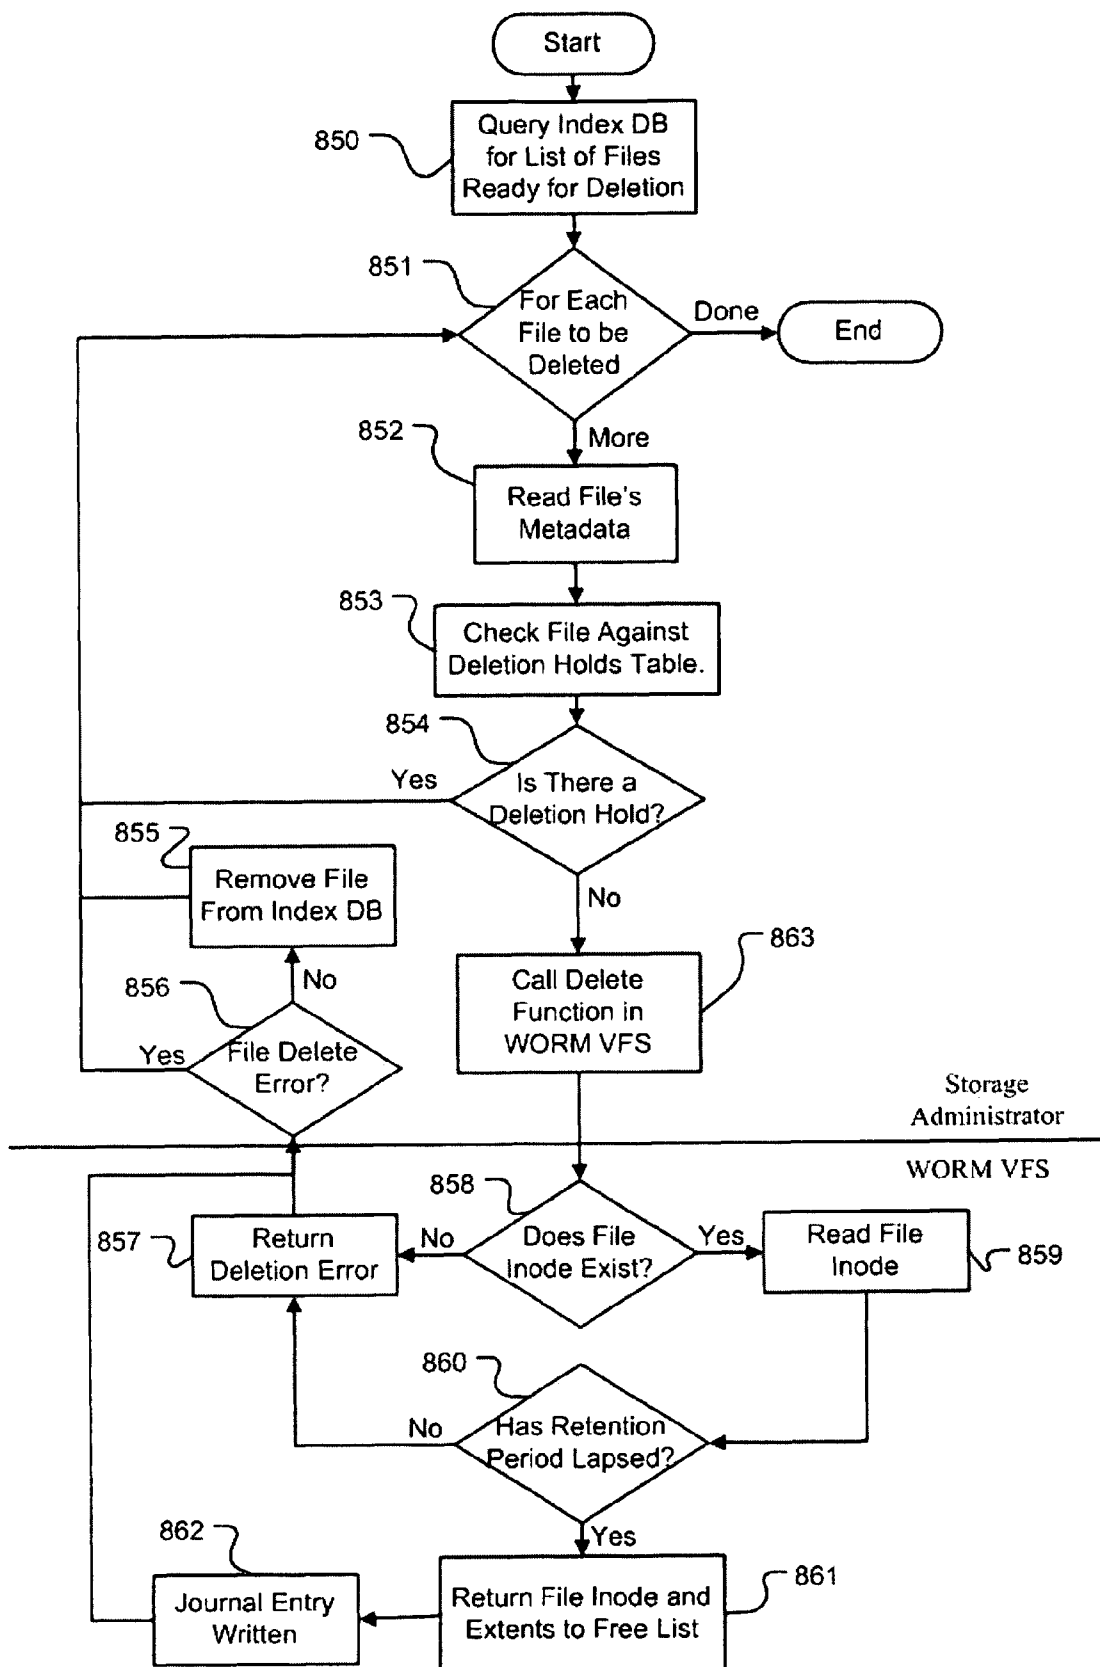 Start
850
Query Index DB
for List of Files
Ready for Deletion
851
For Each
File to be
Deleted
Done
End
More
852
Read File's
Metadata
853
Check File Against
Deletion Holds Table.
854
Yes
Is There a
Deletion Hold?
855
Remove File
From Index DB
No
863
Call Delete
Function in
WORM VFS
856
No
Yes
File Delete
Error?
Storage
Administrator
WORM VFS
858
857
Return
Deletion Error
No
Does File
Inode Exist?
Yes
Read File
Inode
859
860
No
Has Retention
Period Lapsed?
Yes
862
Journal Entry
Written
Return File Inode and
Extents to Free List
861